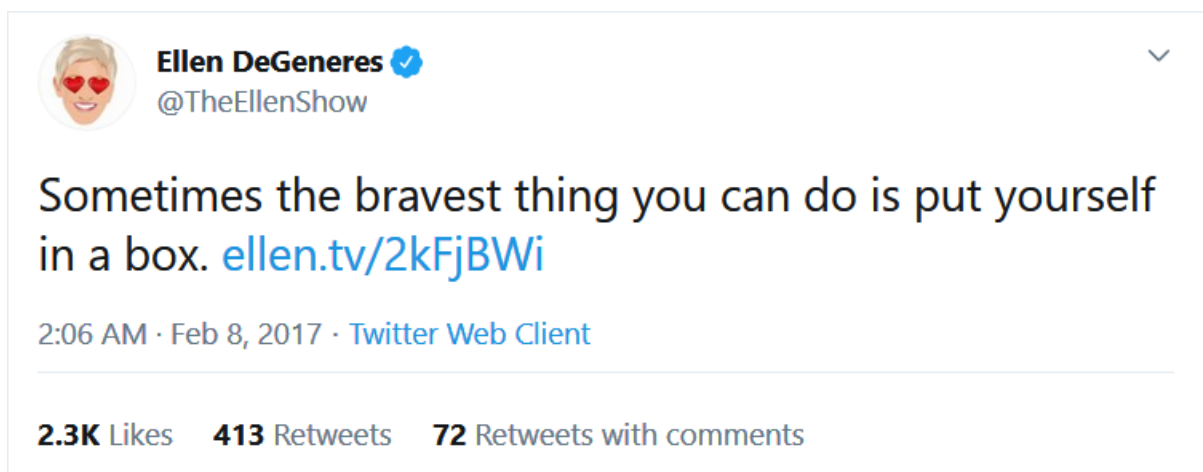 Ellen DeGeneres
@TheEllenShow
Sometimes the bravest thing you can do is put yourself
in a box. ellen.tv/2kFjBWi
2:06 AM · Feb 8, 2017 · Twitter Web Client
2.3K Likes 413 Retweets 72 Retweets with comments